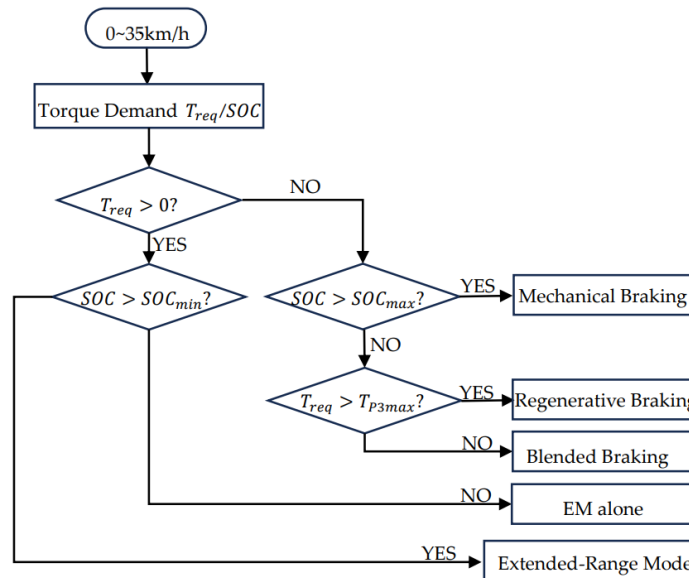 0~35km/h
Torque Demand T_req/SOC
T_req > 0?
NO
YES
SOC > SOC_min?
SOC > SOC_max?
YES
Mechanical Braking
NO
T_req > T_P3max?
YES
Regenerative Braking
NO
Blended Braking
NO
EM alone
YES
Extended-Range Mode